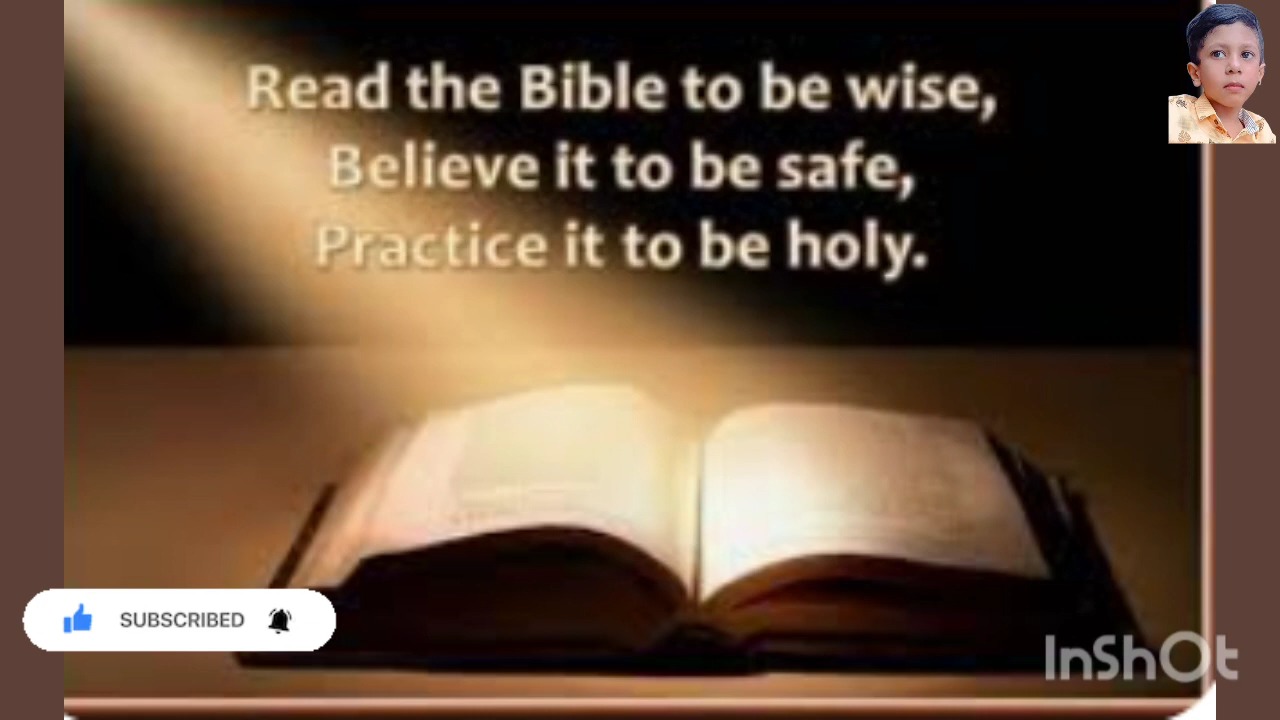 Read the Bible to be wise,
Believe it to be safe,
Practice it to be holy.
SUBSCRIBED
InShOt